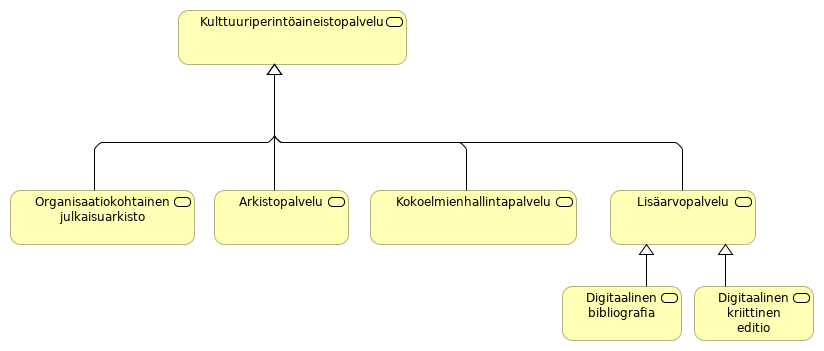 Kulttuuriperintöaineistopalvelu
Organisaatiokohtainen
julkaisuarkisto
Arkistopalvelu
Kokoelmienhallintapalvelu
Lisäarvopalvelu
Digitaalinen
bibliografia
Digitaalinen
kriittinen
editio